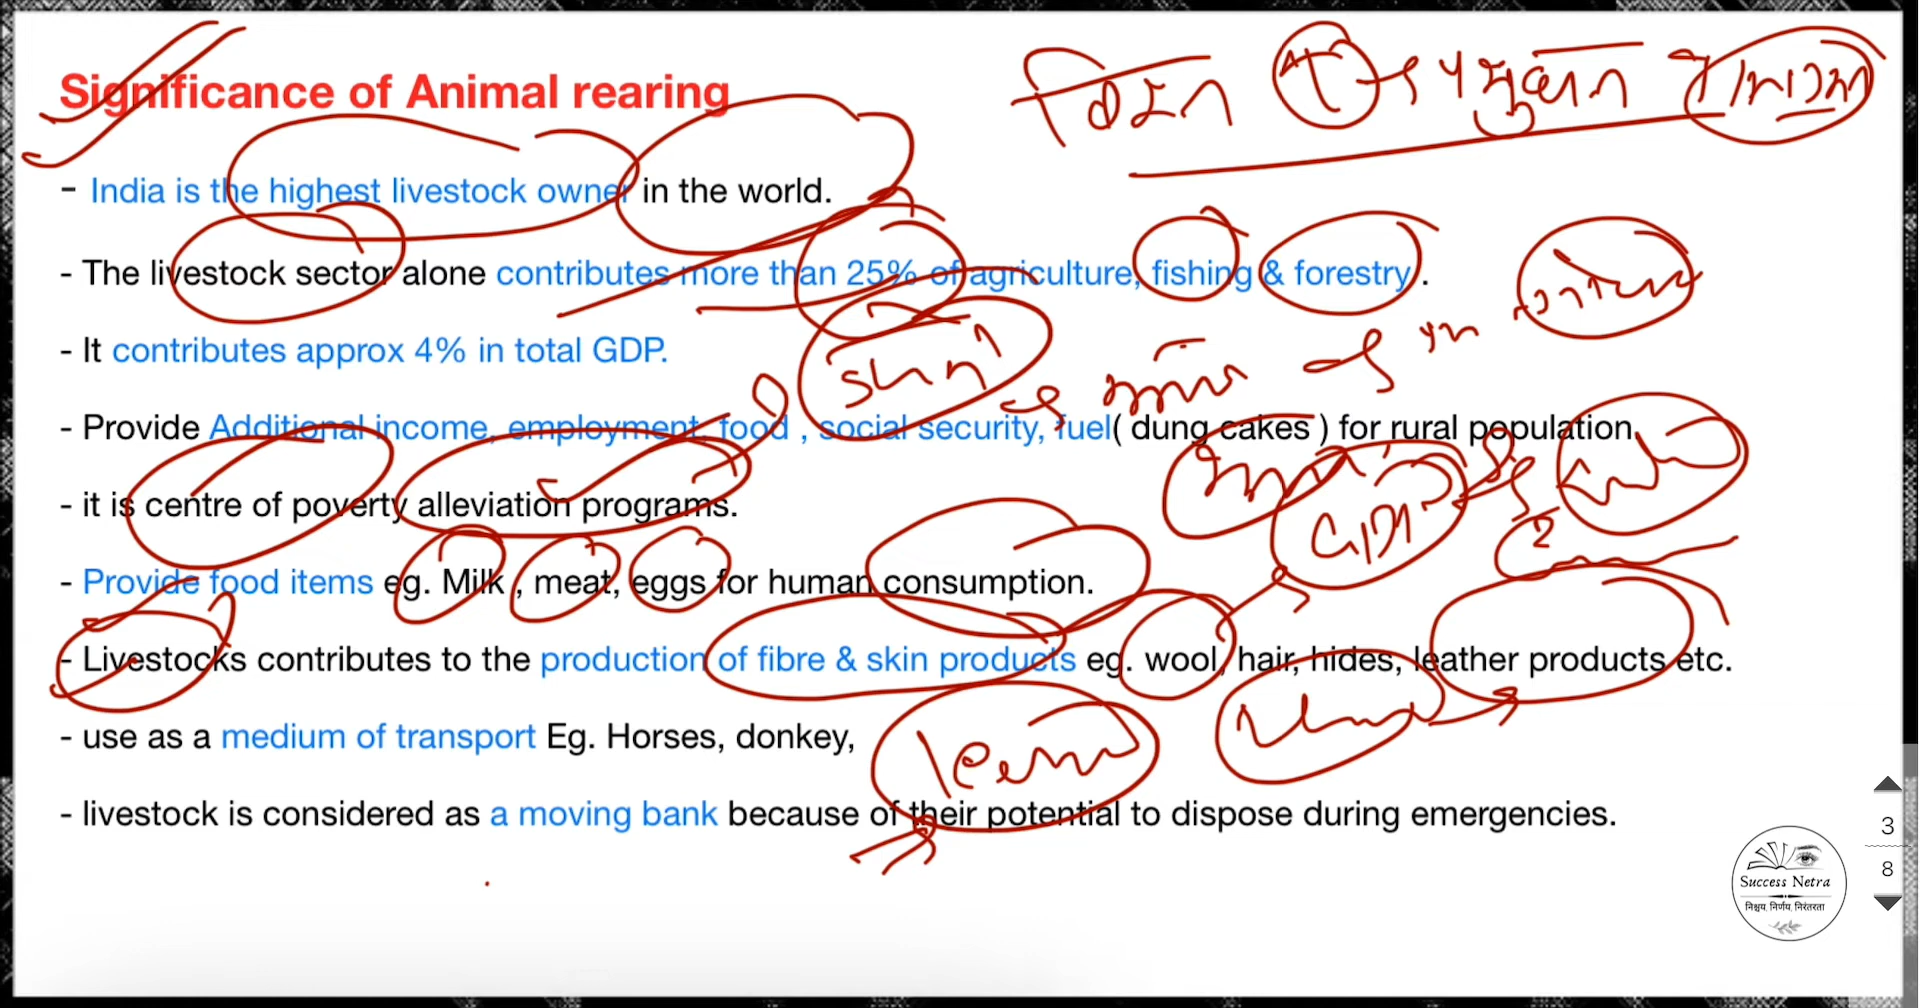 Significance of Animal rearing
- India is the highest livestock owner in the world.
- The livestock sector alone contributes more than 25% of agriculture, fishing & forestry .
- It contributes approx 4% in total GDP.
- Provide Additional income, employment, food , social security, fuel( dung cakes ) for rural population.
- it is centre of poverty alleviation programs.
GDP
- Provide food items eg. Milk , meat, eggs for human consumption.
- Livestocks contributes to the production of fibre & skin products eg. wool, hair, hides, leather products etc.
- use as a medium of transport Eg. Horses, donkey,
- livestock is considered as a moving bank because of their potential to dispose during emergencies.
3
8
Success Netra
निश्चय, निर्णय, निरंतरता